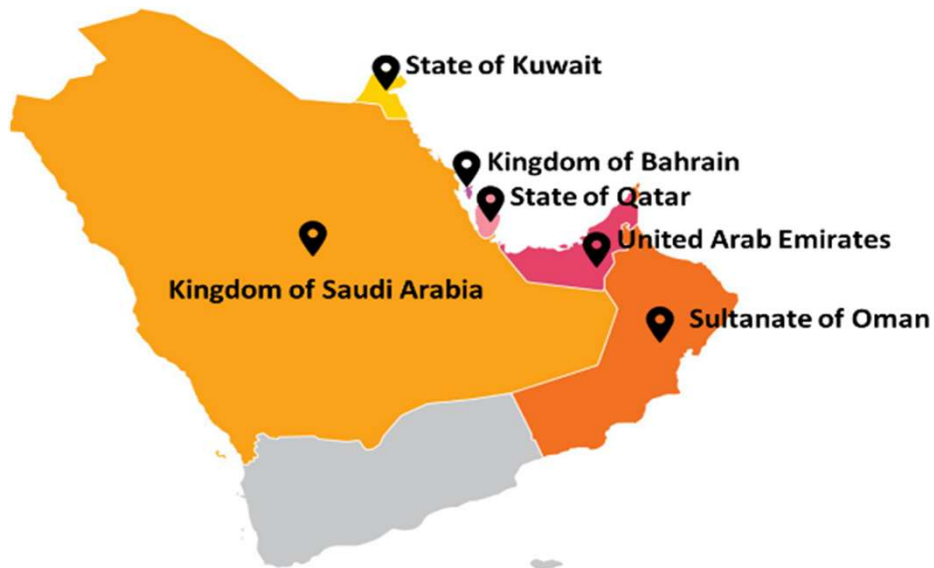 State of Kuwait
Kingdom of Bahrain
State of Qatar
United Arab Emirates
Kingdom of Saudi Arabia
Sultanate of Oman